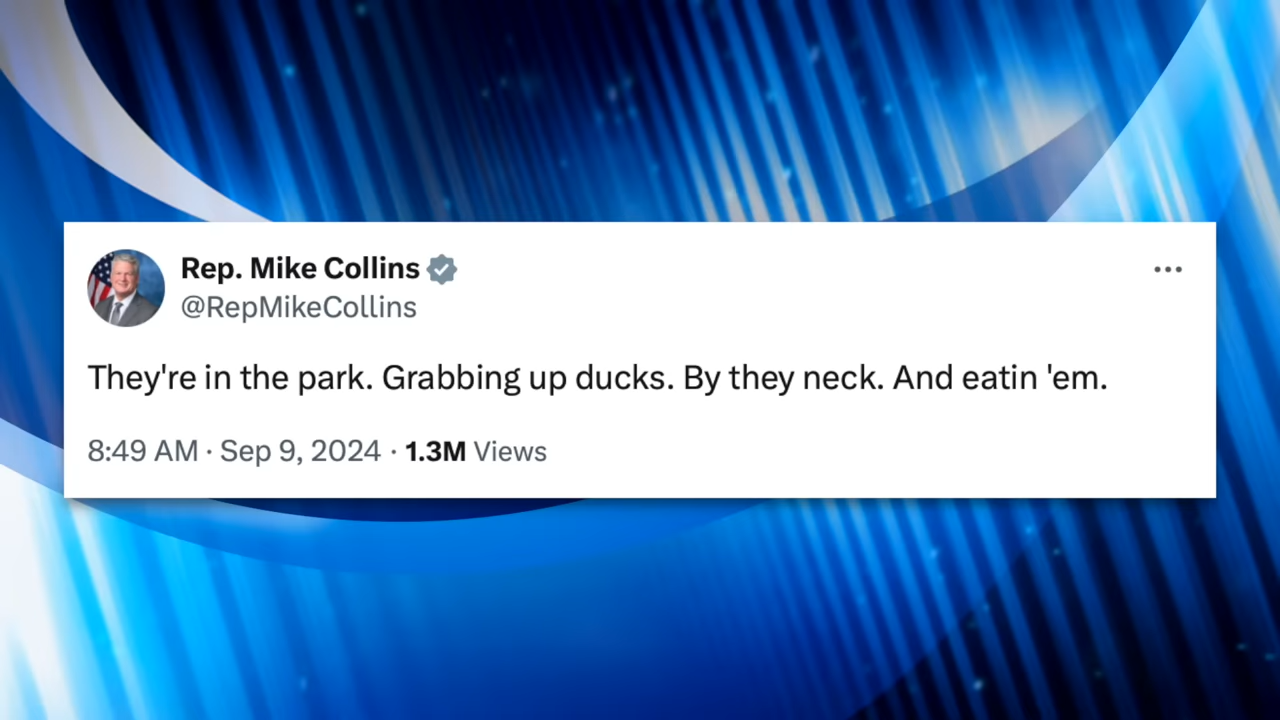 Rep. Mike Collins
@RepMikeCollins
They're in the park. Grabbing up ducks. By they neck. And eatin 'em.
8:49 AM · Sep 9, 2024 · 1.3M Views